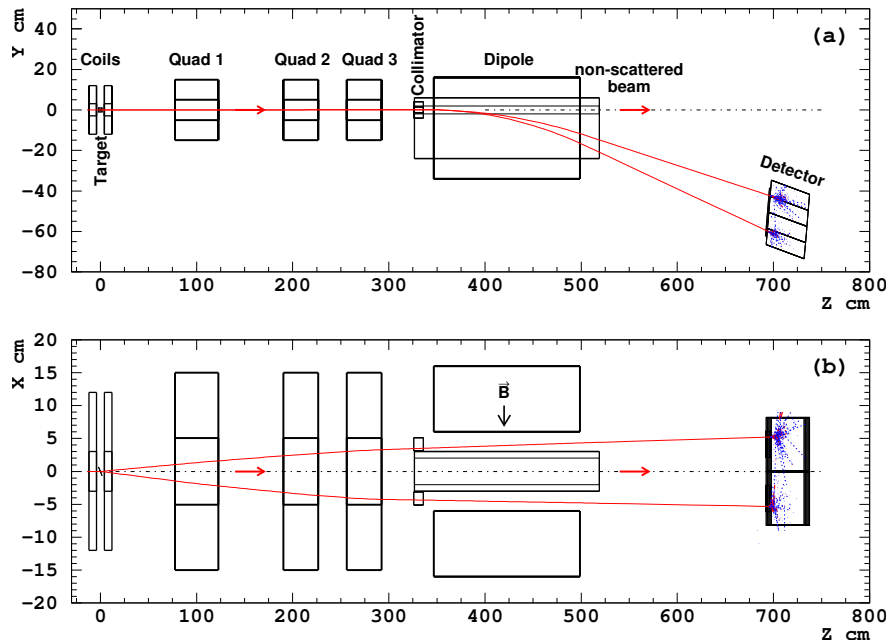 Y cm
40
20
0
-20
-40
-60
-80
(a)
Coils
Quad 1
Quad 2
Quad 3
Collimator
Dipole
non-scattered
beam
Target
Detector
0
100
200
300
400
500
600
700
800
Z cm
X cm
20
15
10
5
0
-5
-10
-15
-20
(b)
B
0
100
200
300
400
500
600
700
800
Z cm